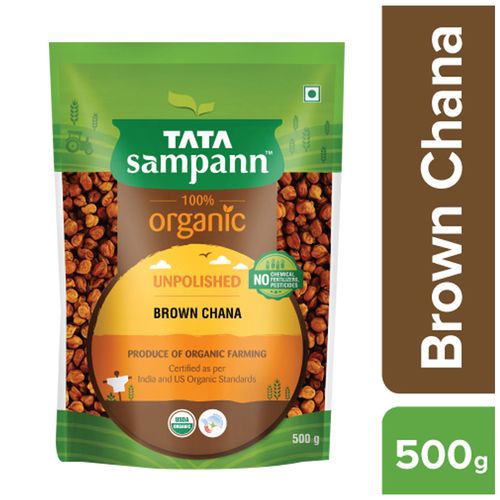 TATA
sampann™
100%
organic
UNPOLISHED
NO CHEMICAL
FERTILIZERS,
PESTICIDES
BROWN CHANA
PRODUCE OF ORGANIC FARMING
Certified as per
India and US Organic Standards
USDA
ORGANIC
500 g
Brown Chana
500g